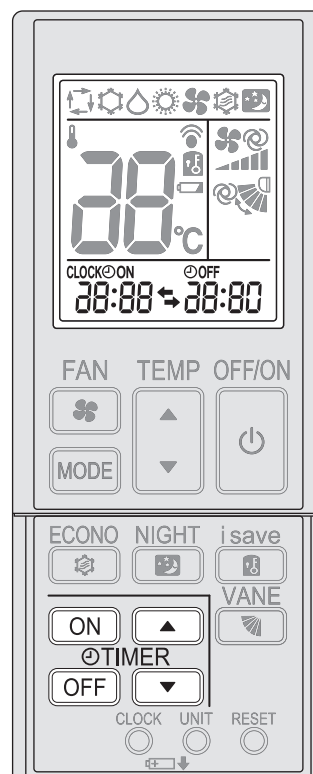 88
°C
CLOCK ON OFF
88:88 88:80
FAN TEMP OFF/ON
MODE
ECONO NIGHT i save
VANE
ON
TIMER
OFF
CLOCK UNIT RESET